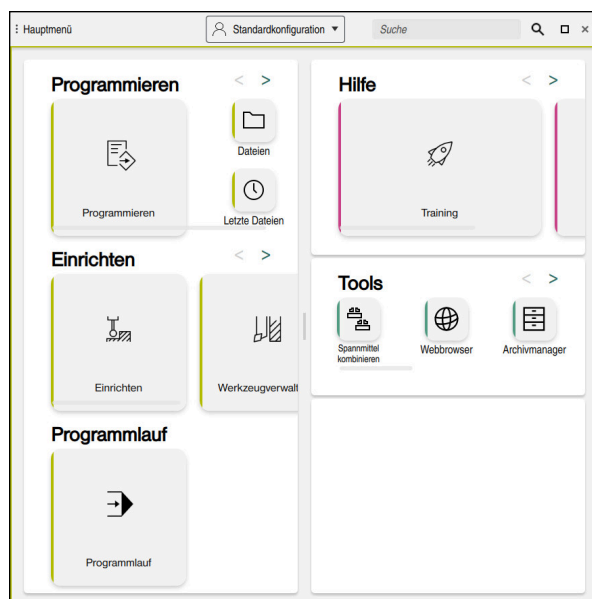 Hauptmenü
Standardkonfiguration
Suche
Programmieren
Programmieren
Dateien
Letzte Dateien
Einrichten
Einrichten
Werkzeugverwalt
Programmlauf
Programmlauf
Hilfe
Training
Tools
Spannmittel
kombinieren
Webbrowser
Archivmanager